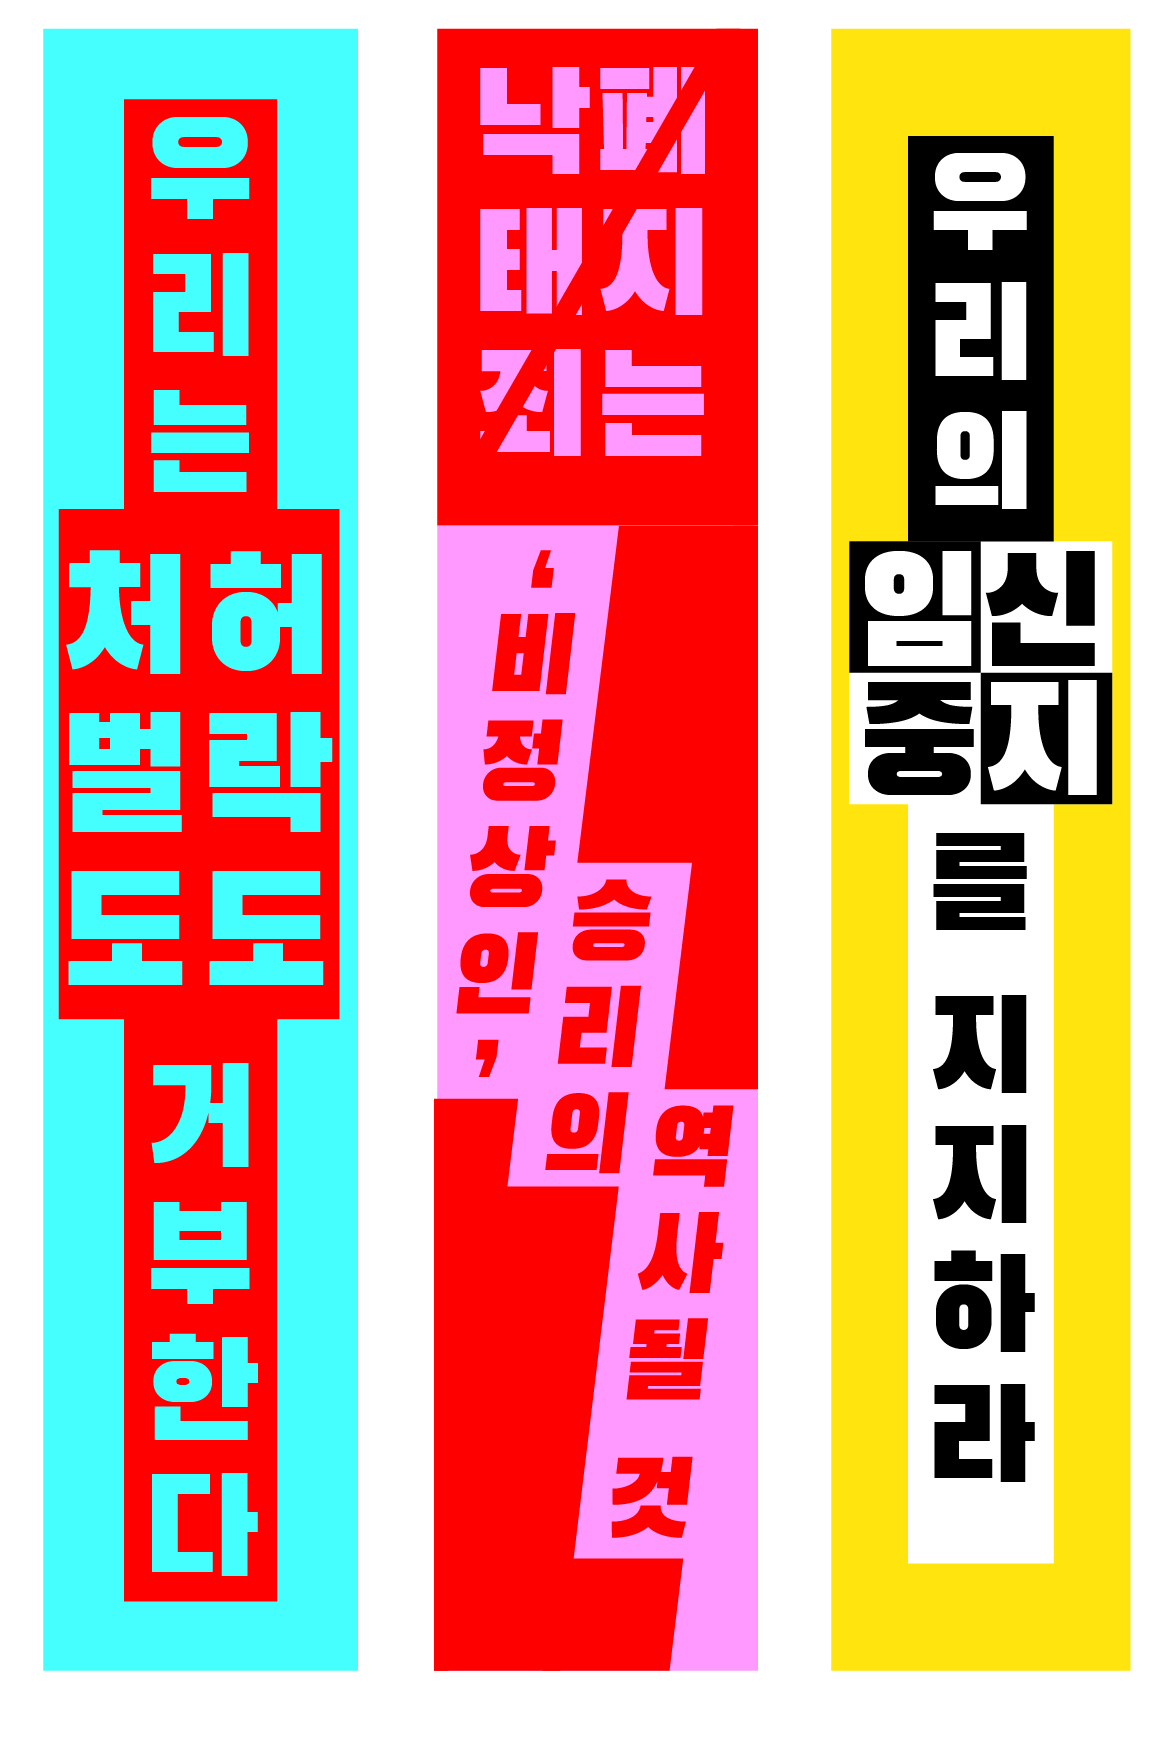 우리는
처벌도
허락도
거부한다
낙태죄
폐지는
‘비정상인’
승리의
역사될 것
우리의
임신
중지
를 지지하라